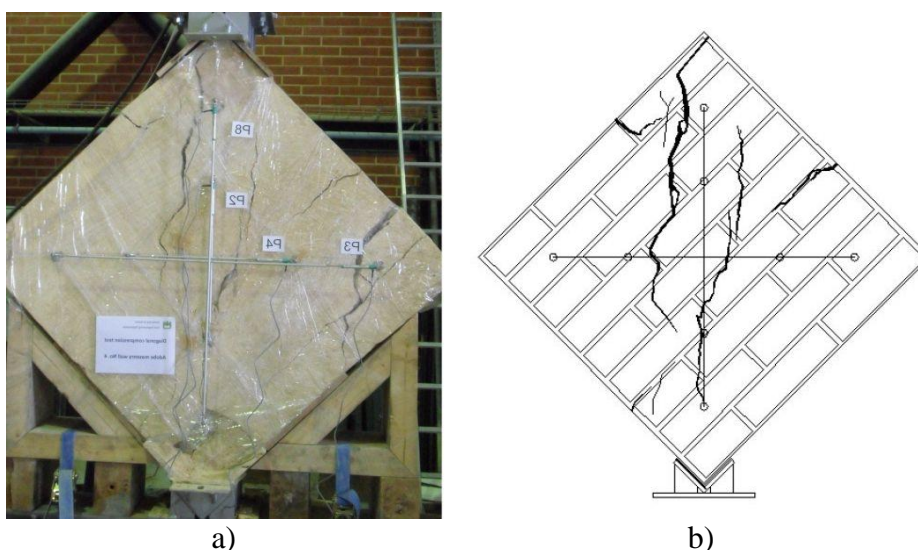 P8
P2
P4
P3
Diagonal compression test
Adobe masonry wall No. 4
a)
b)